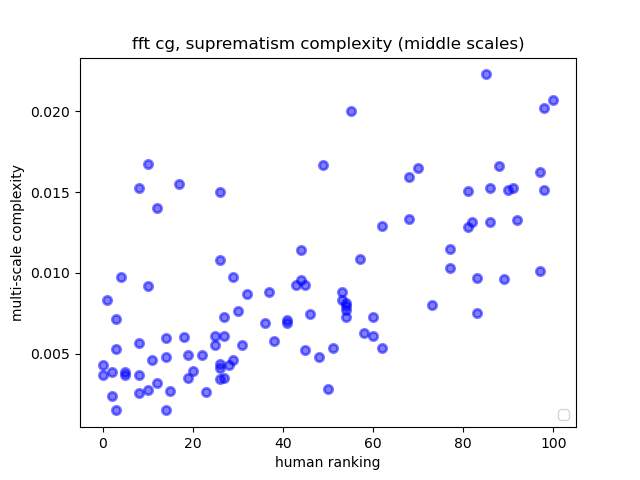 fft cg, suprematism complexity (middle scales)
0.020
0.015
0.010
0.005
multi-scale complexity
0 20 40 60 80 100
human ranking